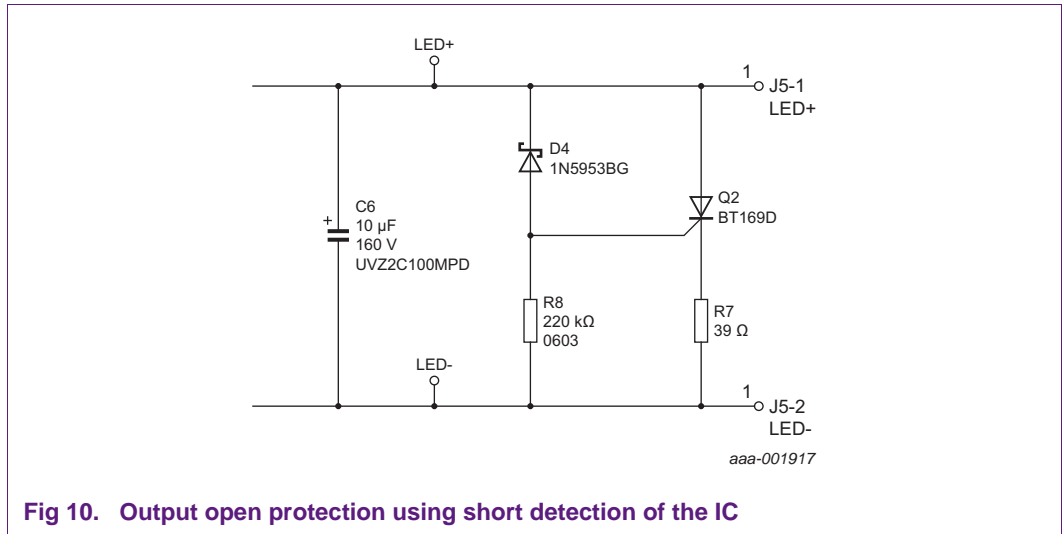 LED+
1
J5-1
LED+
D4
1N5953BG
Q2
BT169D
+
C6
10 μF
160 V
UVZ2C100MPD
R8
220 kΩ
0603
R7
39 Ω
LED-
1
J5-2
LED-
aaa-001917
Fig 10. Output open protection using short detection of the IC